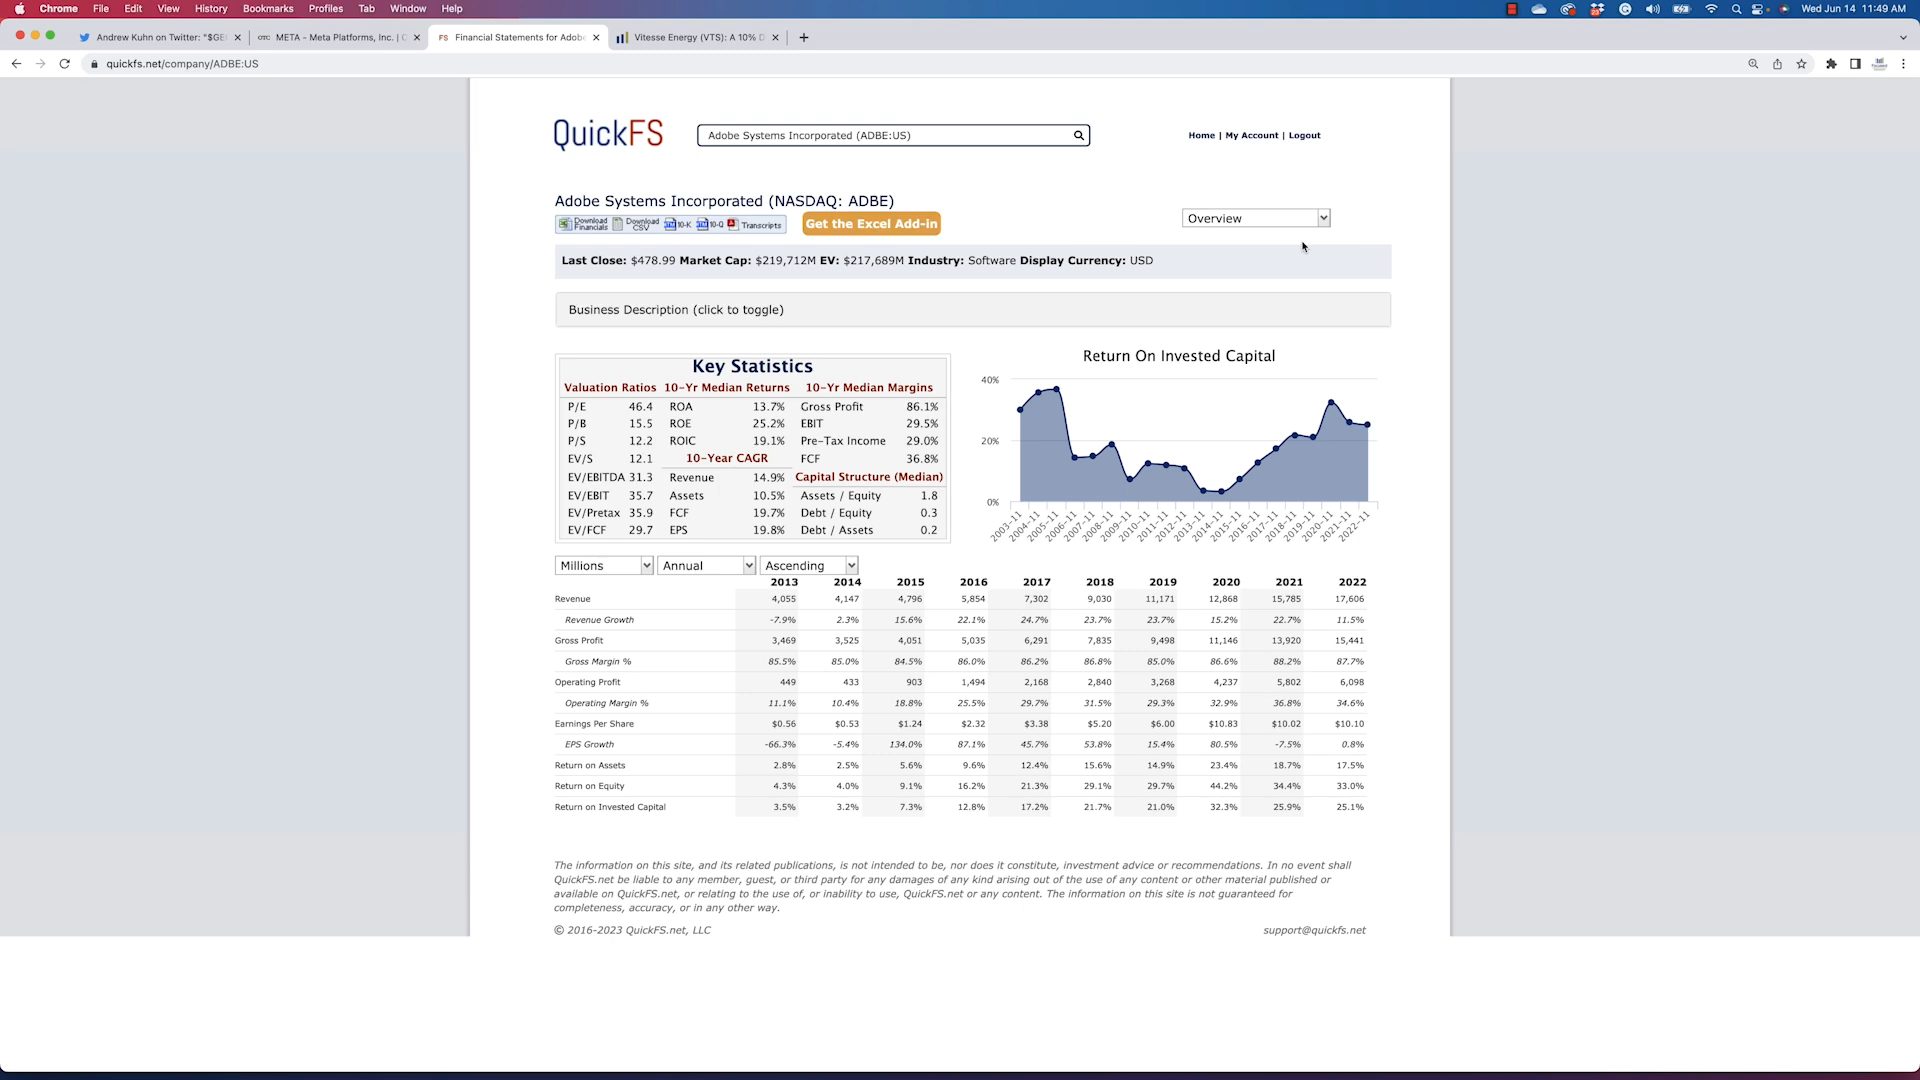 Chrome File Edit View History Bookmarks Profiles Tab Window Help Wed Jun 14 11:49 AM
Andrew Kuhn on Twitter: "$GE META - Meta Platforms, Inc. | Financial Statements for Adobe Vitesse Energy (VTS): A 10% D
quickfs.net/company/ADBE:US
QuickFS Adobe Systems Incorporated (ADBE:US) Home | My Account | Logout
Adobe Systems Incorporated (NASDAQ: ADBE)
Download Financials Download CSV 10-K 10-Q Transcripts Get the Excel Add-in Overview
Last Close: $478.99 Market Cap: $219,712M EV: $217,689M Industry: Software Display Currency: USD
Business Description (click to toggle)
Key Statistics
Valuation Ratios 10-Yr Median Returns 10-Yr Median Margins
P/E 46.4 ROA 13.7% Gross Profit 86.1%
P/B 15.5 ROE 25.2% EBIT 29.5%
P/S 12.2 ROIC 19.1% Pre-Tax Income 29.0%
EV/S 12.1 10-Year CAGR FCF 36.8%
EV/EBITDA 31.3 Revenue 14.9% Capital Structure (Median)
EV/EBIT 35.7 Assets 10.5% Assets / Equity 1.8
EV/Pretax 35.9 FCF 19.7% Debt / Equity 0.3
EV/FCF 29.7 EPS 19.8% Debt / Assets 0.2
Return On Invested Capital
40%
20%
0%
2003-11 2004-11 2005-11 2006-11 2007-11 2008-11 2009-11 2010-11 2011-11 2012-11 2013-11 2014-11 2015-11 2016-11 2017-11 2018-11 2019-11 2020-11 2021-11 2022-11
Millions Annual Ascending
2013 2014 2015 2016 2017 2018 2019 2020 2021 2022
Revenue 4,055 4,147 4,796 5,854 7,302 9,030 11,171 12,868 15,785 17,606
Revenue Growth -7.9% 2.3% 15.6% 22.1% 24.7% 23.7% 23.7% 15.2% 22.7% 11.5%
Gross Profit 3,469 3,525 4,051 5,035 6,291 7,835 9,498 11,146 13,920 15,441
Gross Margin % 85.5% 85.0% 84.5% 86.0% 86.2% 86.8% 85.0% 86.6% 88.2% 87.7%
Operating Profit 449 433 903 1,494 2,168 2,840 3,268 4,237 5,802 6,098
Operating Margin % 11.1% 10.4% 18.8% 25.5% 29.7% 31.5% 29.3% 32.9% 36.8% 34.6%
Earnings Per Share $0.56 $0.53 $1.24 $2.32 $3.38 $5.20 $6.00 $10.83 $10.02 $10.10
EPS Growth -66.3% -5.4% 134.0% 87.1% 45.7% 53.8% 15.4% 80.5% -7.5% 0.8%
Return on Assets 2.8% 2.5% 5.6% 9.6% 12.4% 15.6% 14.9% 23.4% 18.7% 17.5%
Return on Equity 4.3% 4.0% 9.1% 16.2% 21.3% 29.1% 29.7% 44.2% 34.4% 33.0%
Return on Invested Capital 3.5% 3.2% 7.3% 12.8% 17.2% 21.7% 21.0% 32.3% 25.9% 25.1%
The information on this site, and its related publications, is not intended to be, nor does it constitute, investment advice or recommendations. In no event shall
QuickFS.net be liable to any member, guest, or third party for any damages of any kind arising out of the use of any content or other material published or
available on QuickFS.net, or relating to the use of, or inability to use, QuickFS.net or any content. The information on this site is not guaranteed for
completeness, accuracy, or in any other way.
© 2016-2023 QuickFS.net, LLC support@quickfs.net